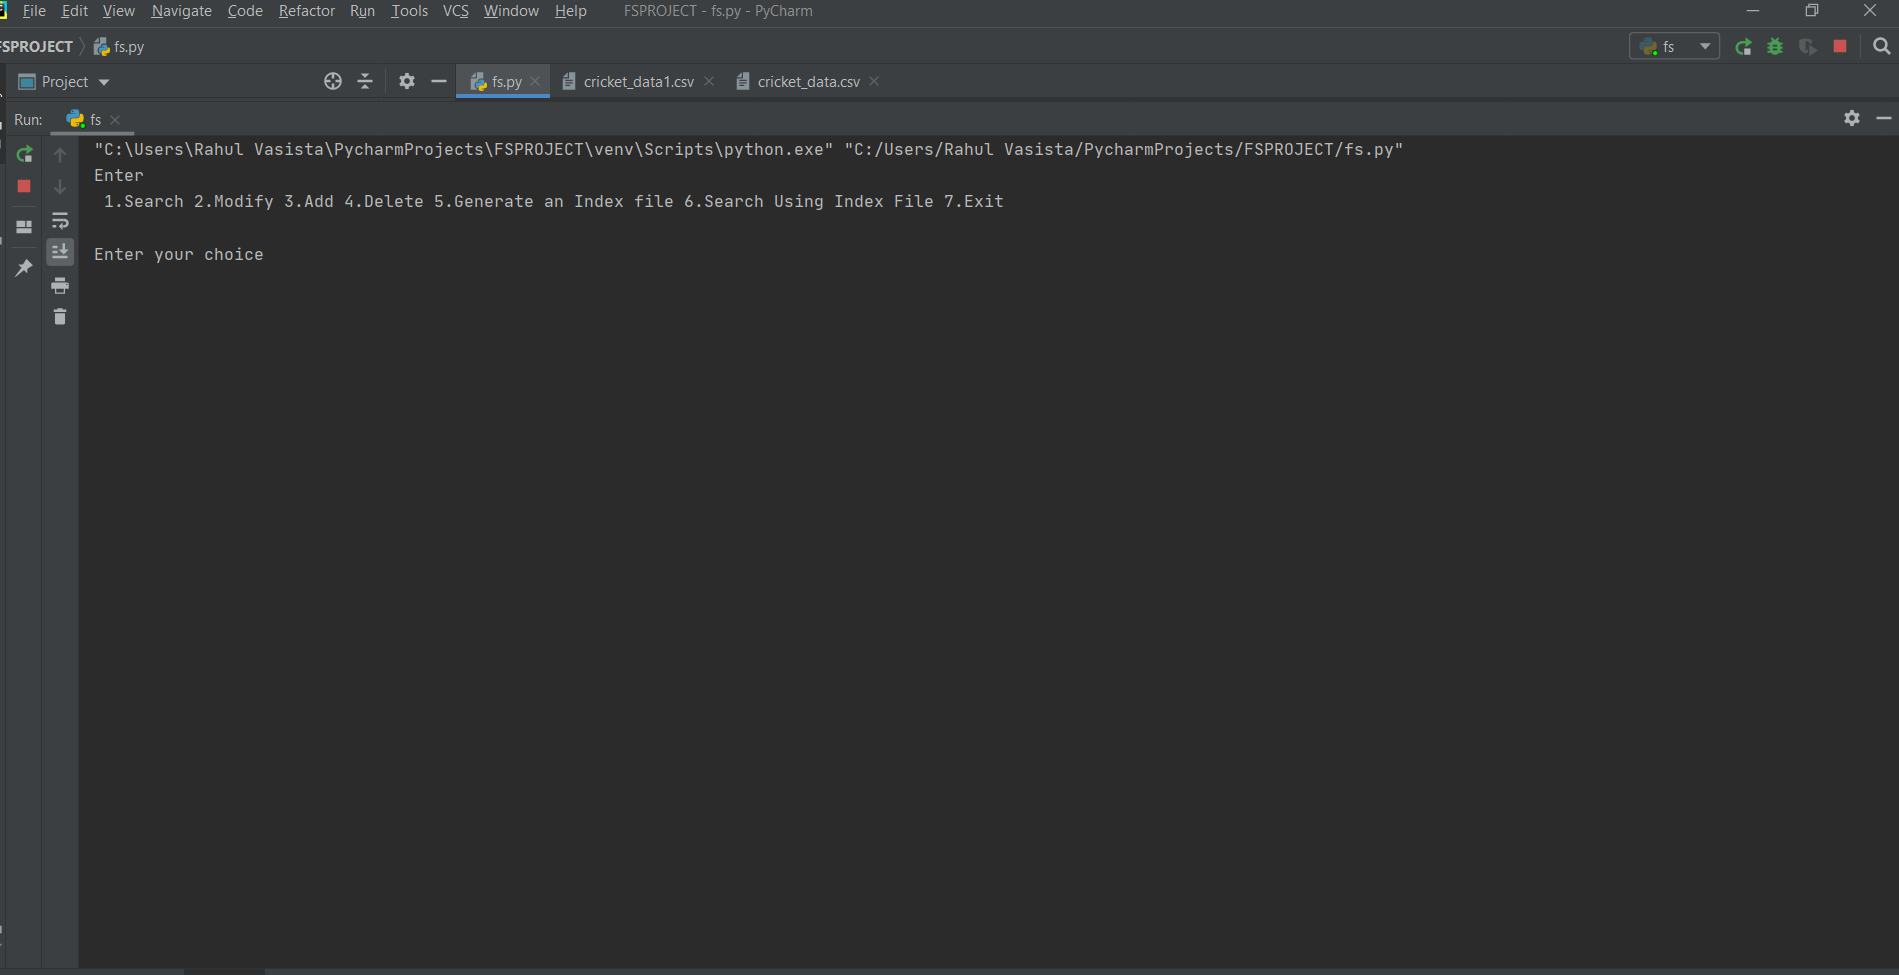 File Edit View Navigate Code Refactor Run Tools VCS Window Help FSPROJECT - fs.py - PyCharm
FSPROJECT fs.py fs
Project fs.py cricket_data1.csv cricket_data.csv
Run: fs
"C:\Users\Rahul Vasista\PycharmProjects\FSPROJECT\venv\Scripts\python.exe" "C:/Users/Rahul Vasista/PycharmProjects/FSPROJECT/fs.py"
Enter
1.Search 2.Modify 3.Add 4.Delete 5.Generate an Index file 6.Search Using Index File 7.Exit
Enter your choice